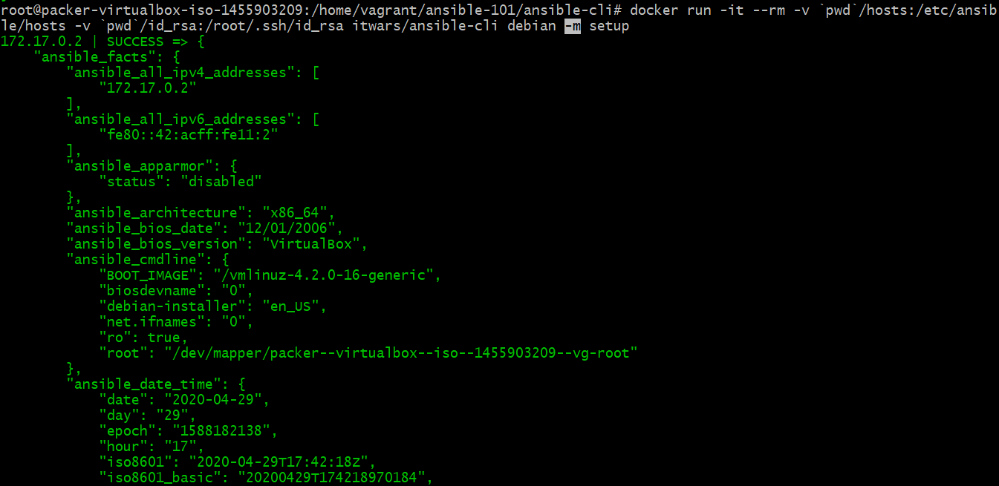 root@packer-virtualbox-iso-1455903209:/home/vagrant/ansible-101/ansible-cli# docker run -it --rm -v `pwd`/hosts:/etc/ansib
le/hosts -v `pwd`/id_rsa:/root/.ssh/id_rsa itwars/ansible-cli debian -m setup
172.17.0.2 | SUCCESS => {
    "ansible_facts": {
        "ansible_all_ipv4_addresses": [
            "172.17.0.2"
        ],
        "ansible_all_ipv6_addresses": [
            "fe80::42:acff:fe11:2"
        ],
        "ansible_apparmor": {
            "status": "disabled"
        },
        "ansible_architecture": "x86_64",
        "ansible_bios_date": "12/01/2006",
        "ansible_bios_version": "VirtualBox",
        "ansible_cmdline": {
            "BOOT_IMAGE": "/vmlinuz-4.2.0-16-generic",
            "biosdevname": "0",
            "debian-installer": "en_US",
            "net.ifnames": "0",
            "ro": true,
            "root": "/dev/mapper/packer--virtualbox--iso--1455903209--vg-root"
        },
        "ansible_date_time": {
            "date": "2020-04-29",
            "day": "29",
            "epoch": "1588182138",
            "hour": "17",
            "iso8601": "2020-04-29T17:42:18Z",
            "iso8601_basic": "20200429T174218970184",